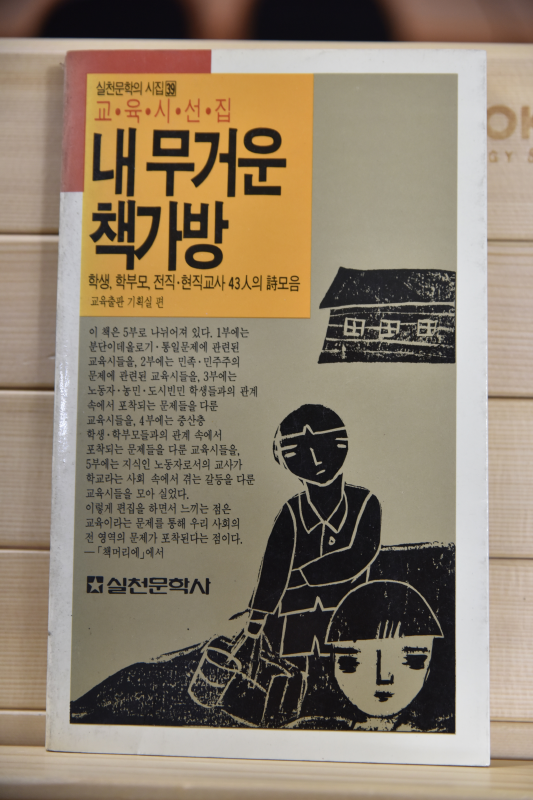 실천문학의 시집 39
교•육•시•선•집
내 무거운
책가방
학생, 학부모, 전직•현직교사 43人의 詩모음
교육출판 기획실 편
이 책은 5부로 나뉘어져 있다. 1부에는
분단이데올로기•통일문제에 관련된
교육시들을, 2부에는 민족•민주주의
문제에 관련된 교육시들을, 3부에는
노동자•농민•도시빈민 학생들과의 관계
속에서 포착되는 문제들을 다룬
교육시들을, 4부에는 중산층
학생•학부모들과의 관계 속에서
포착되는 문제들을 다룬 교육시들을,
5부에는 지식인 노동자로서의 교사가
학교라는 사회 속에서 겪는 갈등을 다룬
교육시들을 모아 실었다.
이렇게 편집을 하면서 느끼는 점은
교육이라는 문제를 통해 우리 사회의
전 영역의 문제가 포착된다는 점이다.
—「책머리에」에서
실천문학사